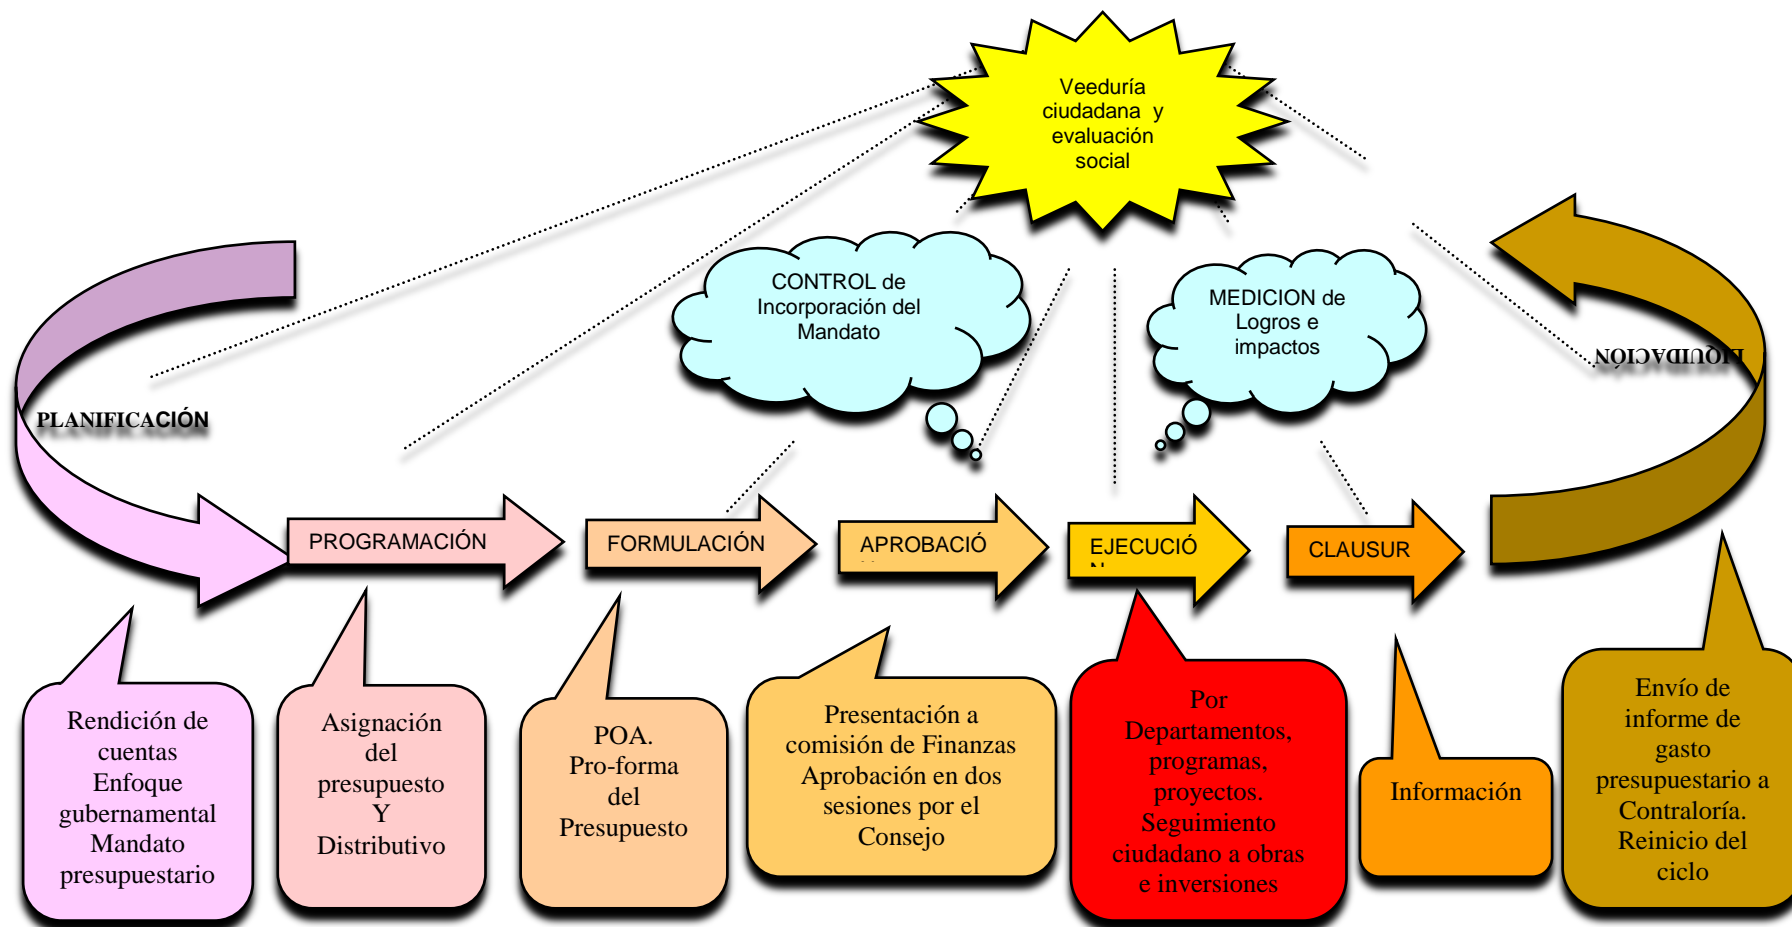 Veeduría
ciudadana y
evaluación
social
CONTROL de
Incorporación del
Mandato
MEDICION de
Logros e
impactos
PLANIFICACIÓN
LIQUIDACION
PROGRAMACIÓN
FORMULACIÓN
APROBACIÓ
EJECUCIÓ
N
CLAUSUR
Rendición de
cuentas
Enfoque
gubernamental
Mandato
presupuestario
Asignación
del
presupuesto
Y
Distributivo
POA.
Pro-forma
del
Presupuesto
Presentación a
comisión de Finanzas
Aprobación en dos
sesiones por el
Consejo
Por
Departamentos,
programas,
proyectos.
Seguimiento
ciudadano a obras
e inversiones
Información
Envío de
informe de
gasto
presupuestario a
Contraloría.
Reinicio del
ciclo